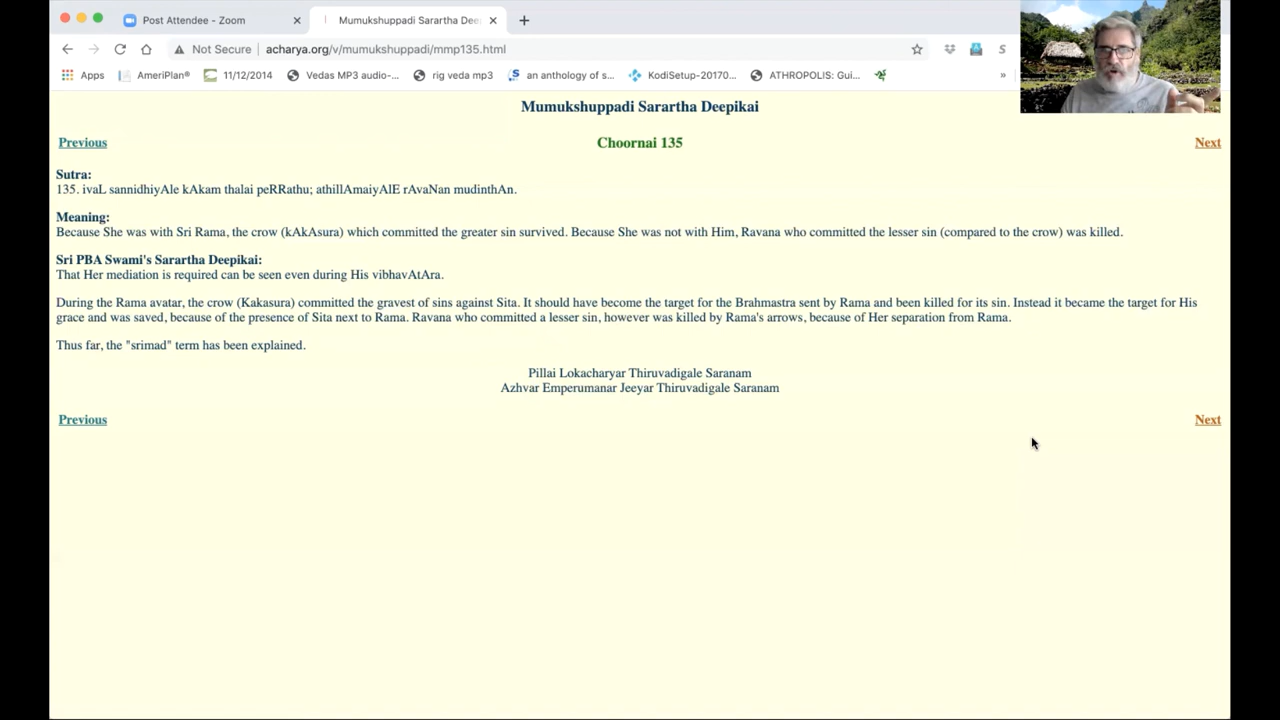 Post Attendee - Zoom
Mumukshuppadi Sarartha Dee
Not Secure | acharya.org/v/mumukshuppadi/mmp135.html
Apps AmeriPlan® 11/12/2014 Vedas MP3 audio-... rig veda mp3 an anthology of s... KodiSetup-20170... ATHROPOLIS: Gui... »
Mumukshuppadi Sarartha Deepikai
Previous Choornai 135 Next
Sutra:
135. ivaL sannidhiyAle kAkam thalai peRRathu; athillAmaiyAlE rAvaNan mudinthAn.
Meaning:
Because She was with Sri Rama, the crow (kAkAsura) which committed the greater sin survived. Because She was not with Him, Ravana who committed the lesser sin (compared to the crow) was killed.
Sri PBA Swami's Sarartha Deepikai:
That Her mediation is required can be seen even during His vibhavAtAra.
During the Rama avatar, the crow (Kakasura) committed the gravest of sins against Sita. It should have become the target for the Brahmastra sent by Rama and been killed for its sin. Instead it became the target for His
grace and was saved, because of the presence of Sita next to Rama. Ravana who committed a lesser sin, however was killed by Rama's arrows, because of Her separation from Rama.
Thus far, the "srimad" term has been explained.
Pillai Lokacharyar Thiruvadigale Saranam
Azhvar Emperumanar Jeeyar Thiruvadigale Saranam
Previous Next